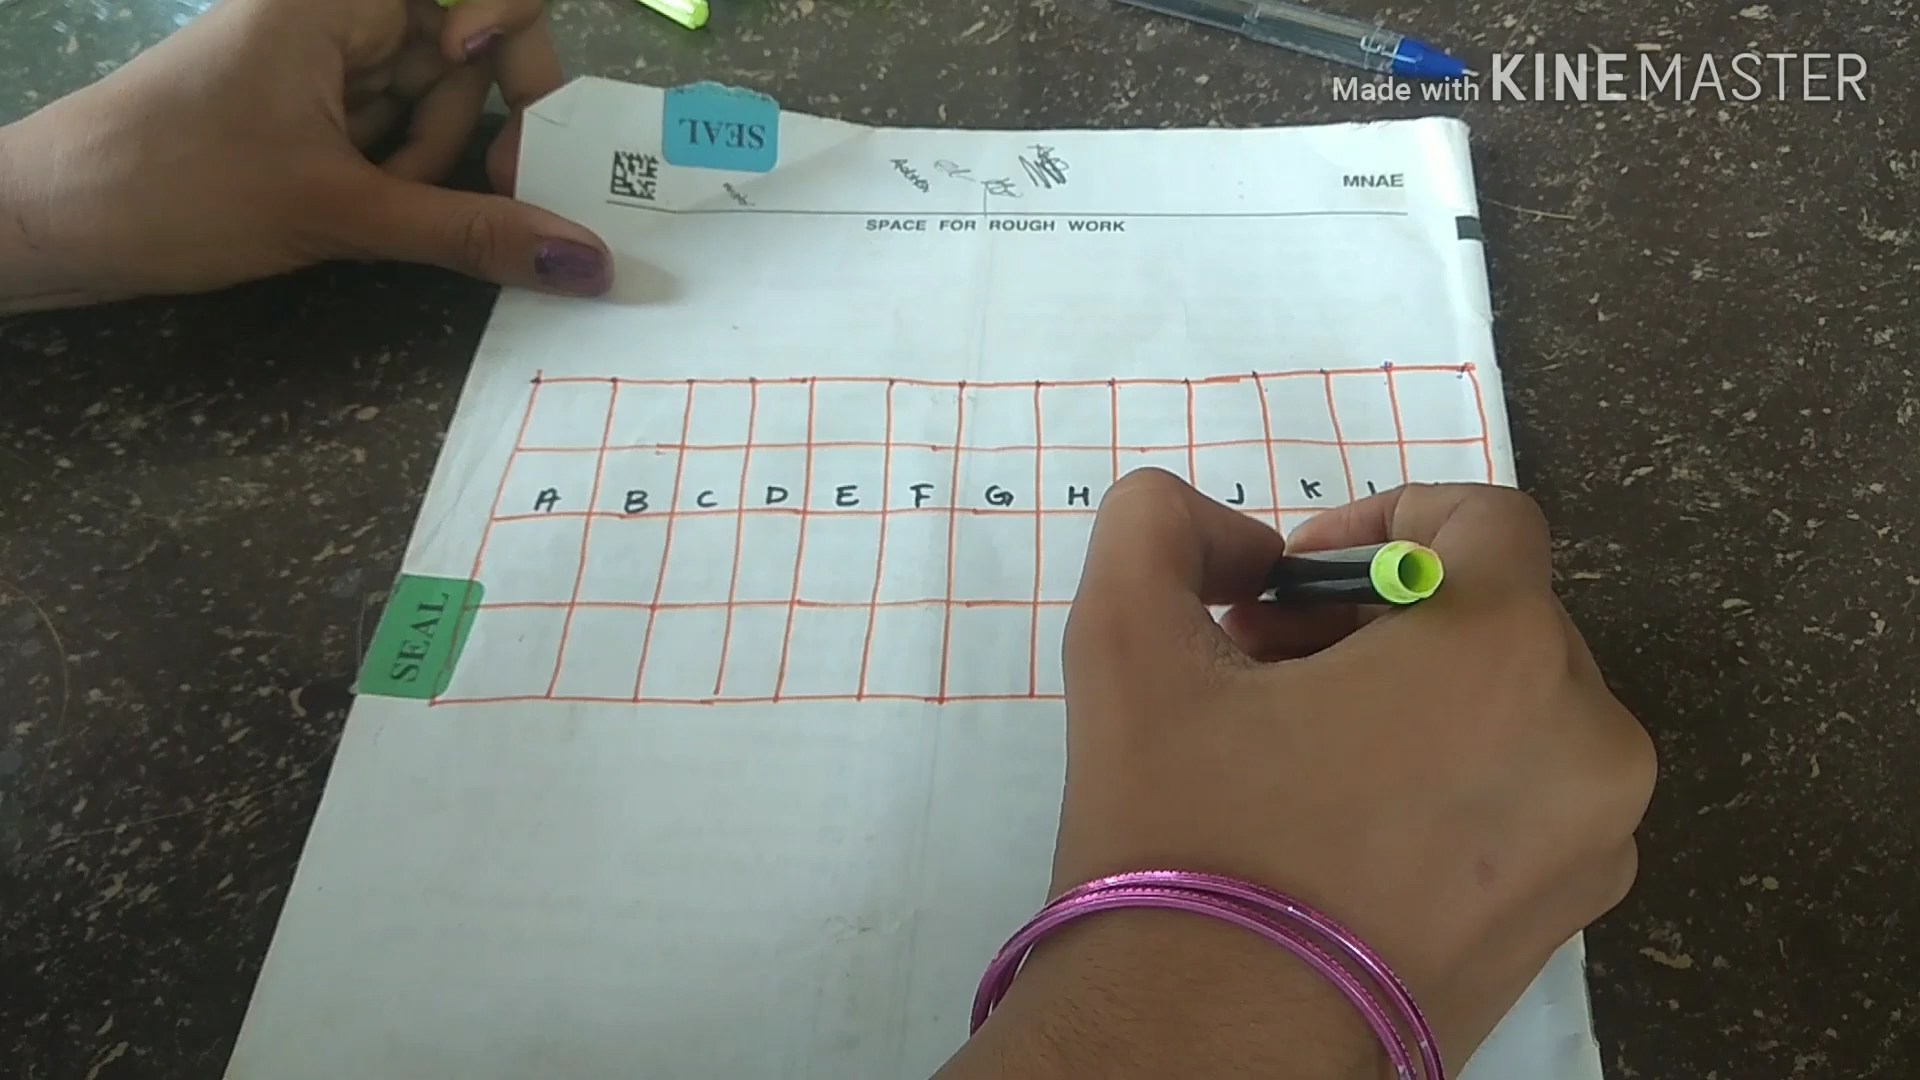 Made with KINEMASTER
SEAL
MNAE
SPACE FOR ROUGH WORK
A B C D E F G H J K
SEAL